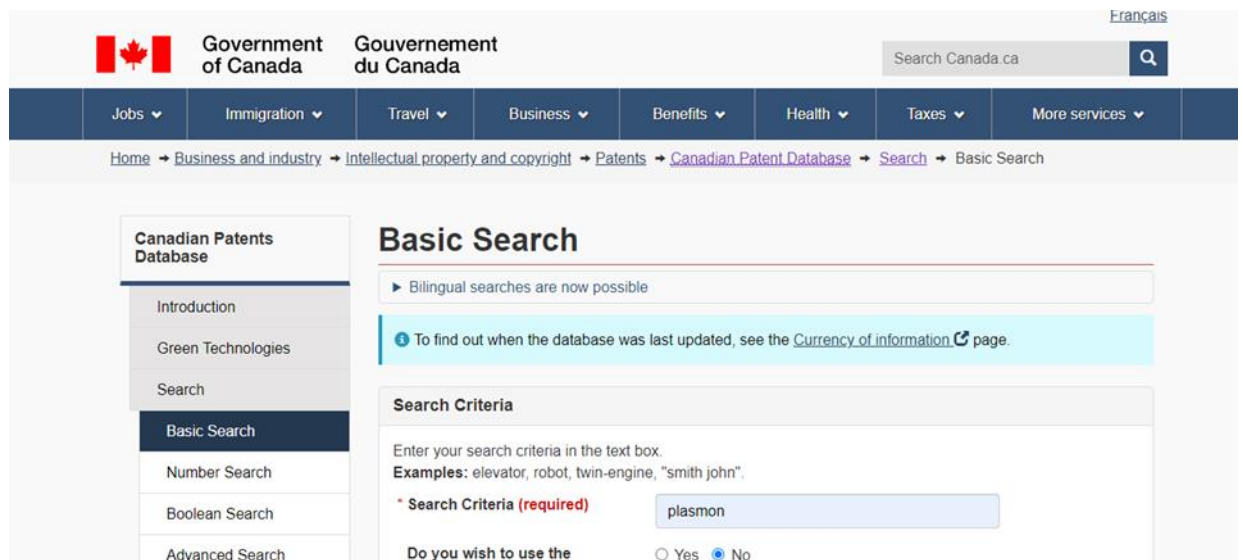 Français
Government of Canada
Gouvernement du Canada
Search Canada.ca
Jobs Immigration Travel Business Benefits Health Taxes More services
Home → Business and industry → Intellectual property and copyright → Patents → Canadian Patent Database → Search → Basic Search
Canadian Patents
Database
Introduction
Green Technologies
Search
Basic Search
Number Search
Boolean Search
Advanced Search
Basic Search
Bilingual searches are now possible
To find out when the database was last updated, see the Currency of information page.
Search Criteria
Enter your search criteria in the text box.
Examples: elevator, robot, twin-engine, "smith john".
* Search Criteria (required) plasmon
Do you wish to use the Yes No